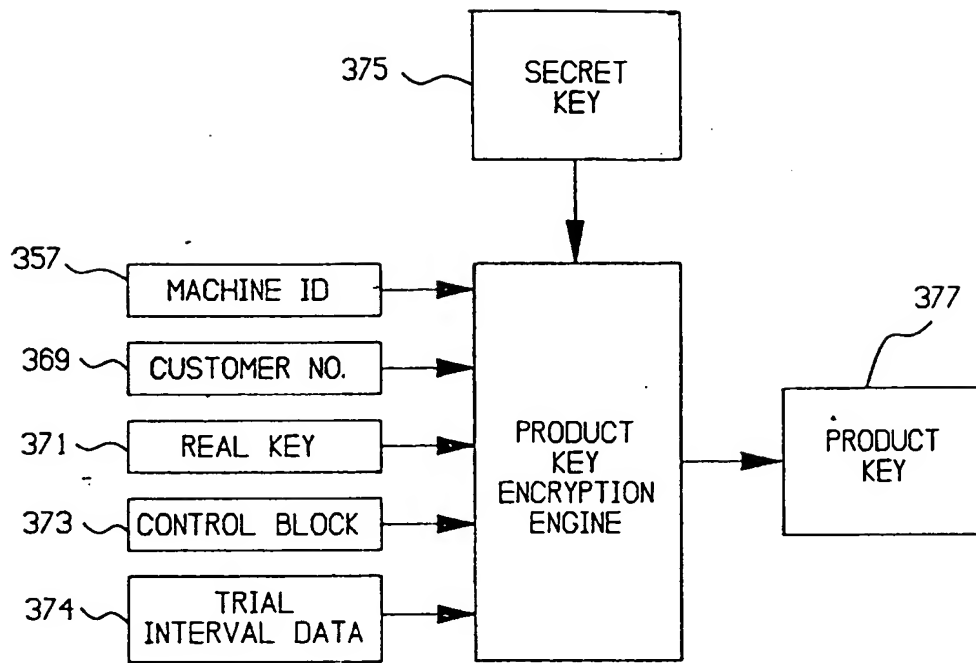 375
SECRET
KEY
357
MACHINE ID
377
369
CUSTOMER NO.
371
REAL KEY
PRODUCT
KEY
ENCRYPTION
ENGINE
PRODUCT
KEY
373
CONTROL BLOCK
374
TRIAL
INTERVAL DATA